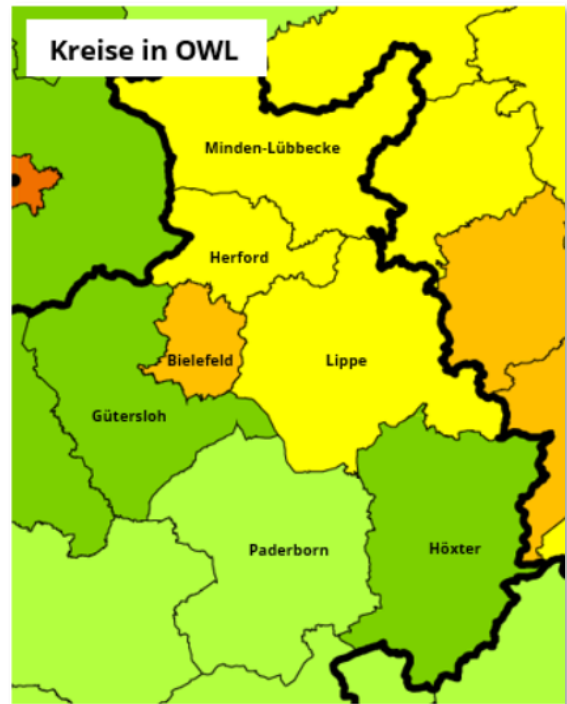 Kreise in OWL
Minden-Lübbecke
Herford
Bielefeld
Lippe
Gütersloh
Paderborn
Höxter